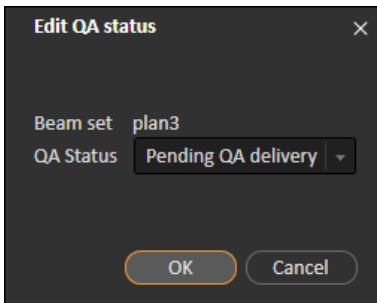 Edit QA status
Beam set plan3
QA Status Pending QA delivery
OK Cancel